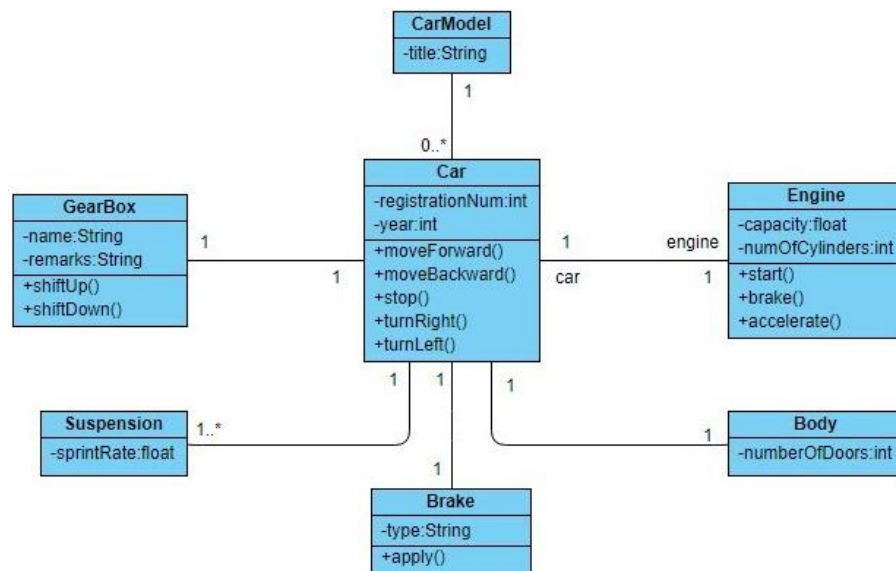 CarModel
-title:String
1
0..*
Car
-registrationNum:int
-year:int
+moveForward()
+moveBackward()
+stop()
+turnRight()
+turnLeft()
GearBox
-name:String
-remarks:String
+shiftUp()
+shiftDown()
1
1
1
engine
car
1
Engine
-capacity:float
-numOfCylinders:int
+start()
+brake()
+accelerate()
1
1
1
Suspension
-sprintRate:float
1..*
1
Brake
-type:String
+apply()
1
Body
-numberOfDoors:int